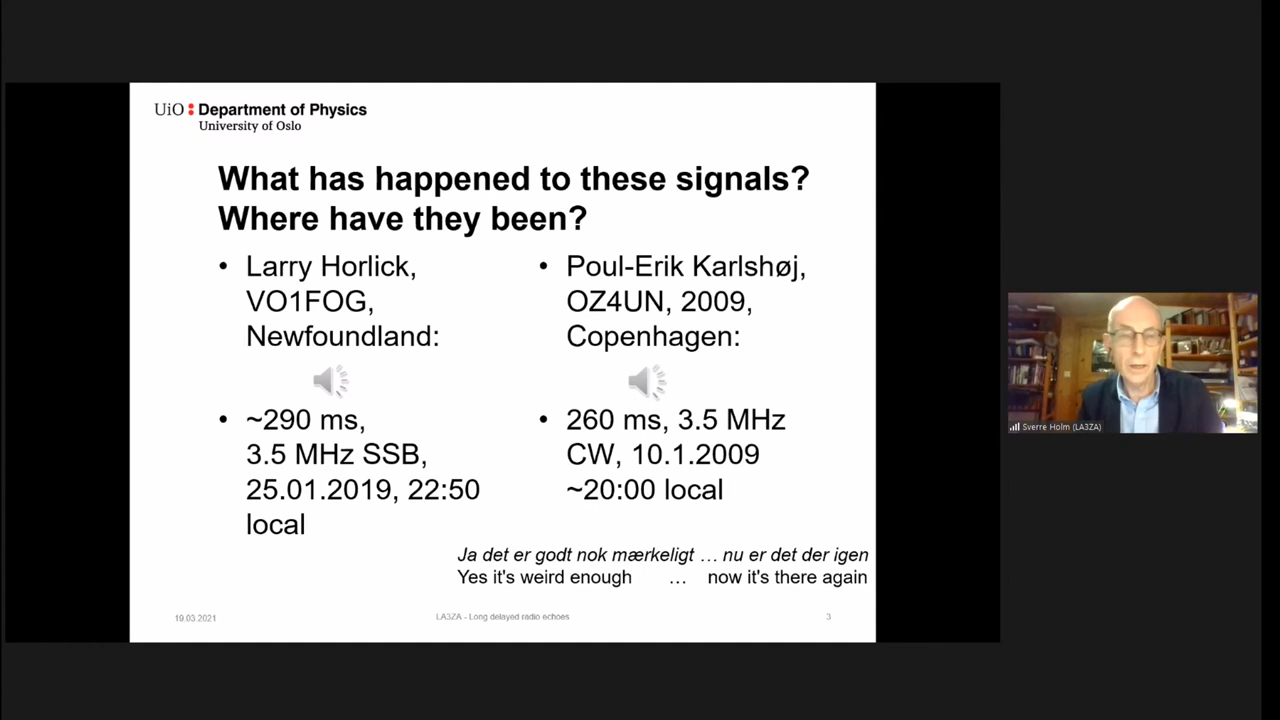 UiO Department of Physics
University of Oslo
What has happened to these signals?
Where have they been?
• Larry Horlick,
VO1FOG,
Newfoundland:
• ~290 ms,
3.5 MHz SSB,
25.01.2019, 22:50
local
• Poul-Erik Karlshøj,
OZ4UN, 2009,
Copenhagen:
• 260 ms, 3.5 MHz
CW, 10.1.2009
~20:00 local
Ja det er godt nok mærkeligt … nu er det der igen
Yes it's weird enough … now it's there again
19.03.2021
LA3ZA - Long delayed radio echoes
3
Sverre Holm (LA3ZA)